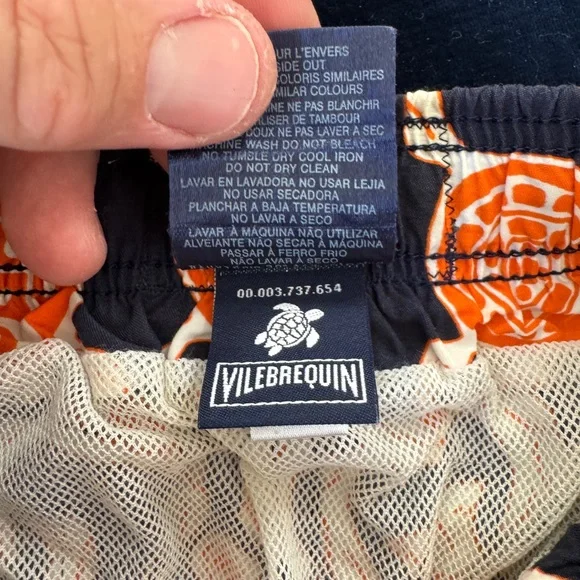 UR L'ENVERS
SIDE OUT
COLORIS SIMILAIRES
MILAR COLOURS
INE NE PAS BLANCHIR
ALISER DE TAMBOUR
DOUX NE PAS LAVER A SEC
CHINE WASH DO NOT BLEACH
NO TUMBLE DRY COOL IRON
DO NOT DRY CLEAN
LAVAR EN LAVADORA NO USAR LEJIA
NO USAR SECADORA
PLANCHAR A BAJA TEMPERATURA
NO LAVAR A SECO
LAVAR À MAQUINA NÃO UTILIZAR
ALVEIANTE NÃO SECAR À MAQUINA
PASSAR À FERRO FRIO
NÃO LAVAR À SECO
00.003.737.654
VILEBREQUIN